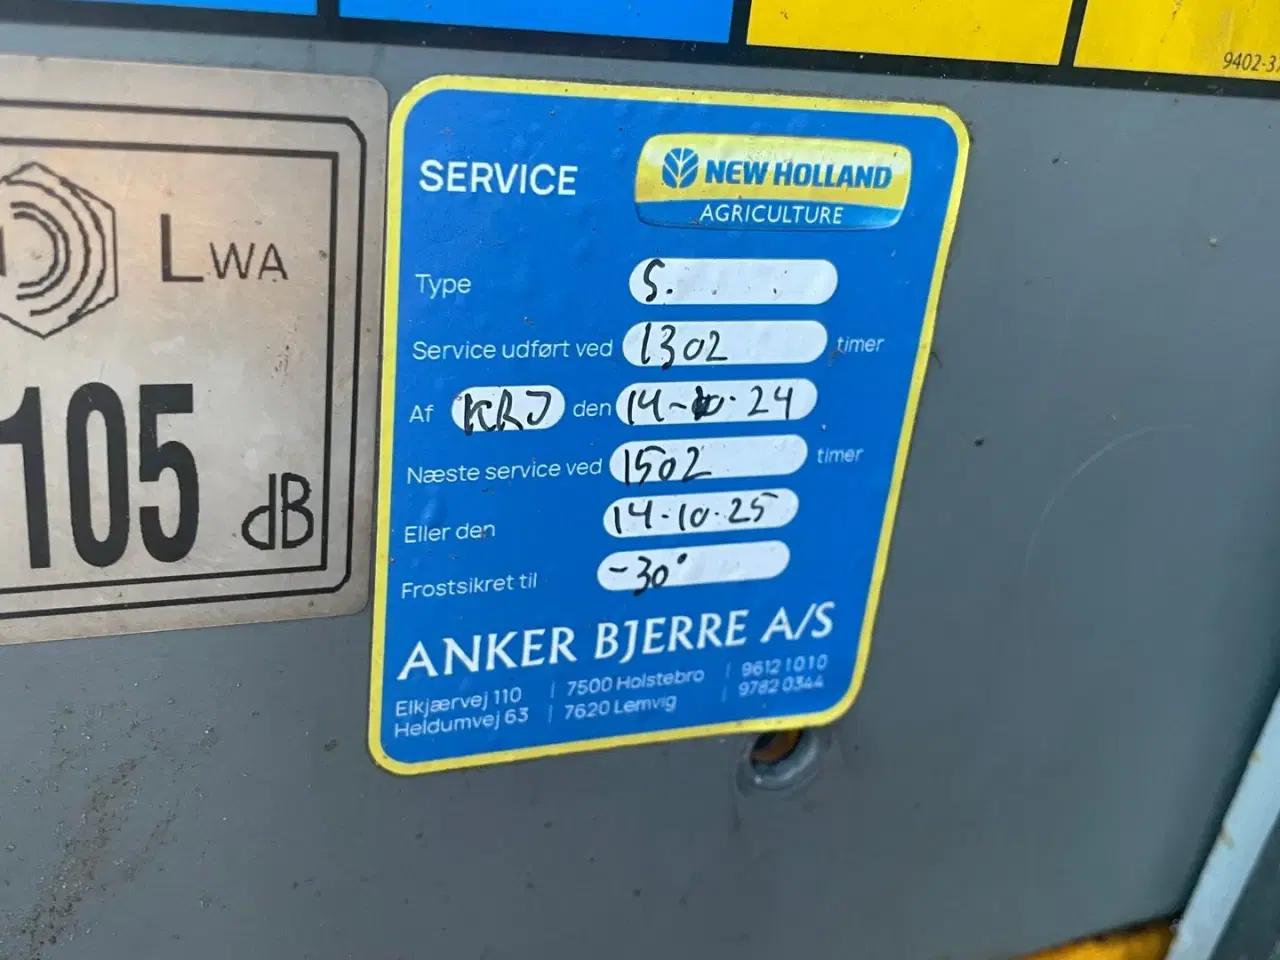 9402-37
LWA
105
dB
SERVICE
NEW HOLLAND
AGRICULTURE
Type S.
Service udført ved 1302 timer
Af KRJ den 14-10-24
Næste service ved 1502 timer
Eller den 14-10-25
Frostsikret til -30°
ANKER BJERRE A/S
Elkjærvej 110 | 7500 Holstebro | 9612 1010
Heldumvej 63 | 7620 Lemvig | 9782 0344